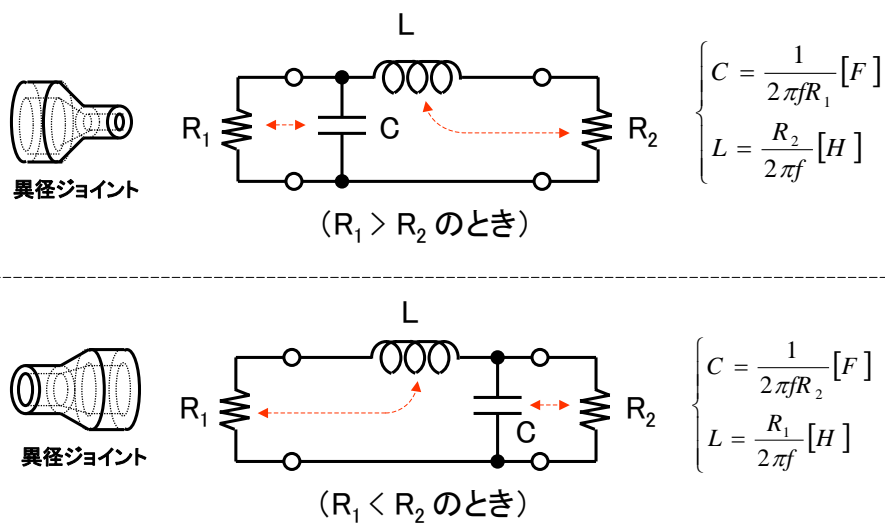 L
R₁
C
R₂
異径ジョイント
(R₁ > R₂ のとき)
C = 1/(2πfR₁) [F]
L = R₂/(2πf) [H]
L
R₁
C
R₂
異径ジョイント
(R₁ < R₂ のとき)
C = 1/(2πfR₂) [F]
L = R₁/(2πf) [H]